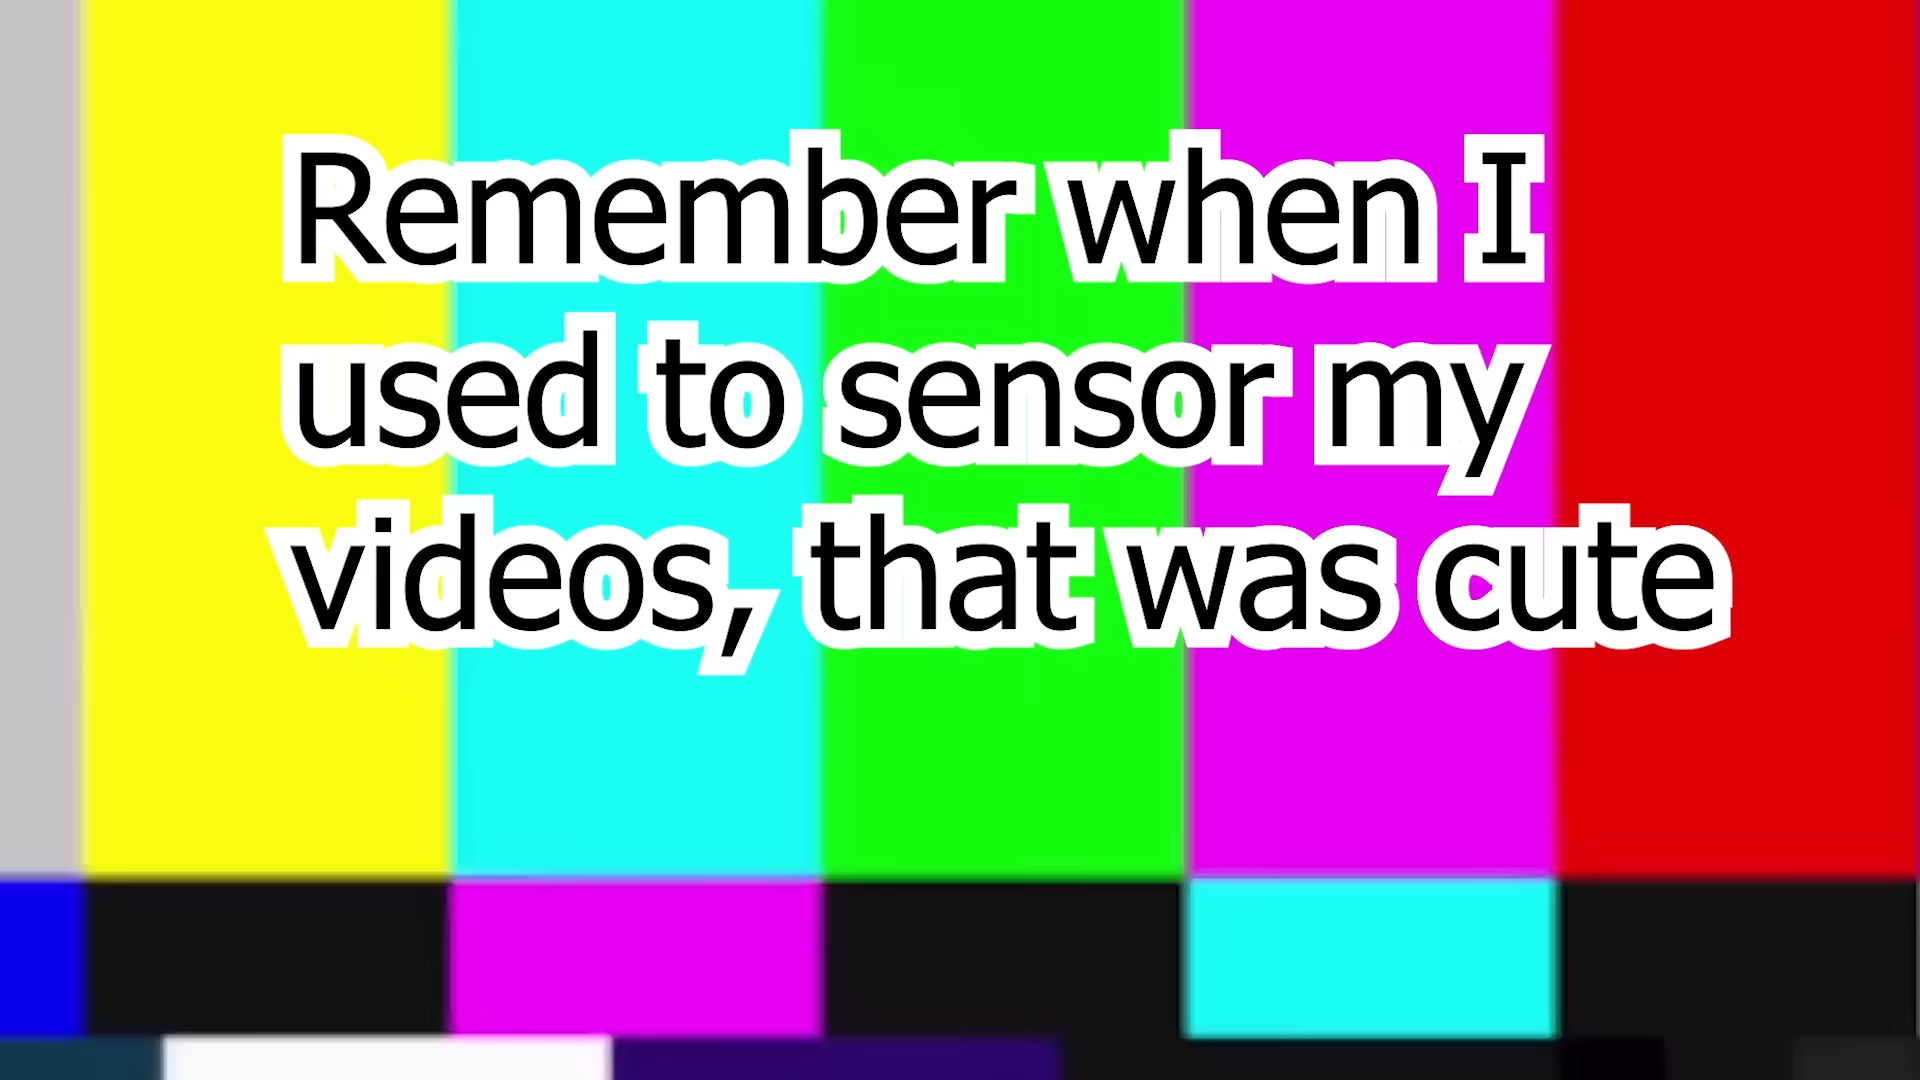 Remember when I
used to sensor my
videos, that was cute